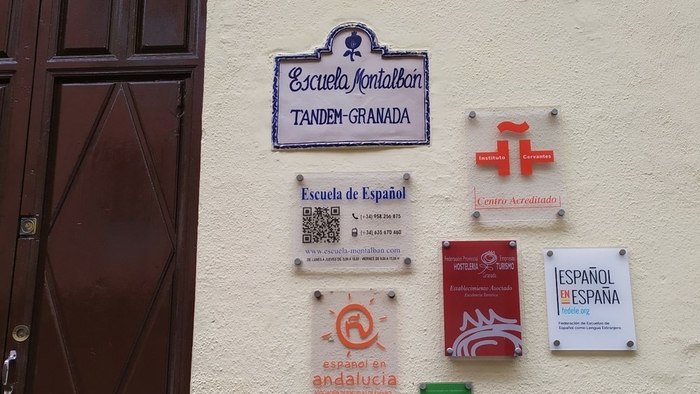 Escuela Montalbán
TANDEM-GRANADA
Instituto Cervantes
Centro Acreditado
Escuela de Español
(+34) 958 256 875
(+34) 635 670 460
www.escuela-montalban.com
HOSTELERIA TURISMO
Establecimiento Asociado
ESPAÑOL
EN ESPAÑA
fedele.org
Federación de Escuelas de
Español como Lengua Extranjera
español en
andalucía